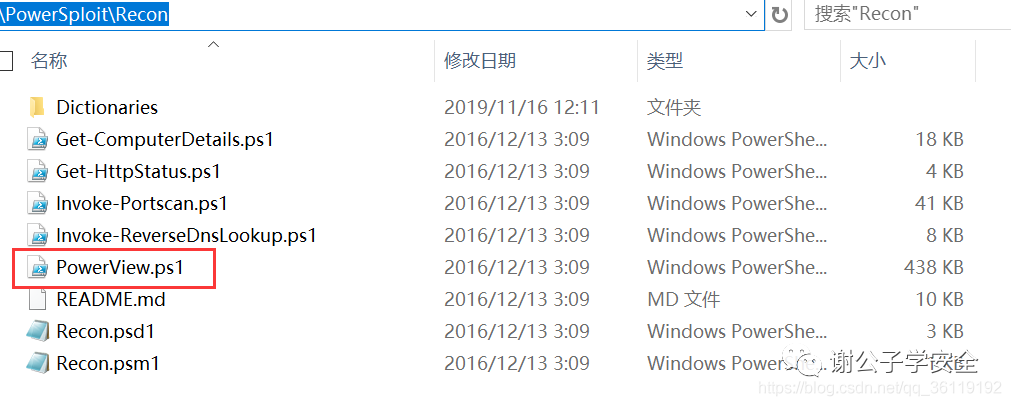 \PowerSploit\Recon 搜索"Recon"
名称 修改日期 类型 大小
Dictionaries 2019/11/16 12:11 文件夹
Get-ComputerDetails.ps1 2016/12/13 3:09 Windows PowerShe... 18 KB
Get-HttpStatus.ps1 2016/12/13 3:09 Windows PowerShe... 4 KB
Invoke-Portscan.ps1 2016/12/13 3:09 Windows PowerShe... 41 KB
Invoke-ReverseDnsLookup.ps1 2016/12/13 3:09 Windows PowerShe... 8 KB
PowerView.ps1 2016/12/13 3:09 Windows PowerShe... 438 KB
README.md 2016/12/13 3:09 MD 文件 10 KB
Recon.psd1 2016/12/13 3:09 Windows PowerShe... 3 KB
Recon.psm1 2016/12/13 3:09 Windows PowerShe... KB
谢公子学安全
https://blog.csdn.net/qq_36119192